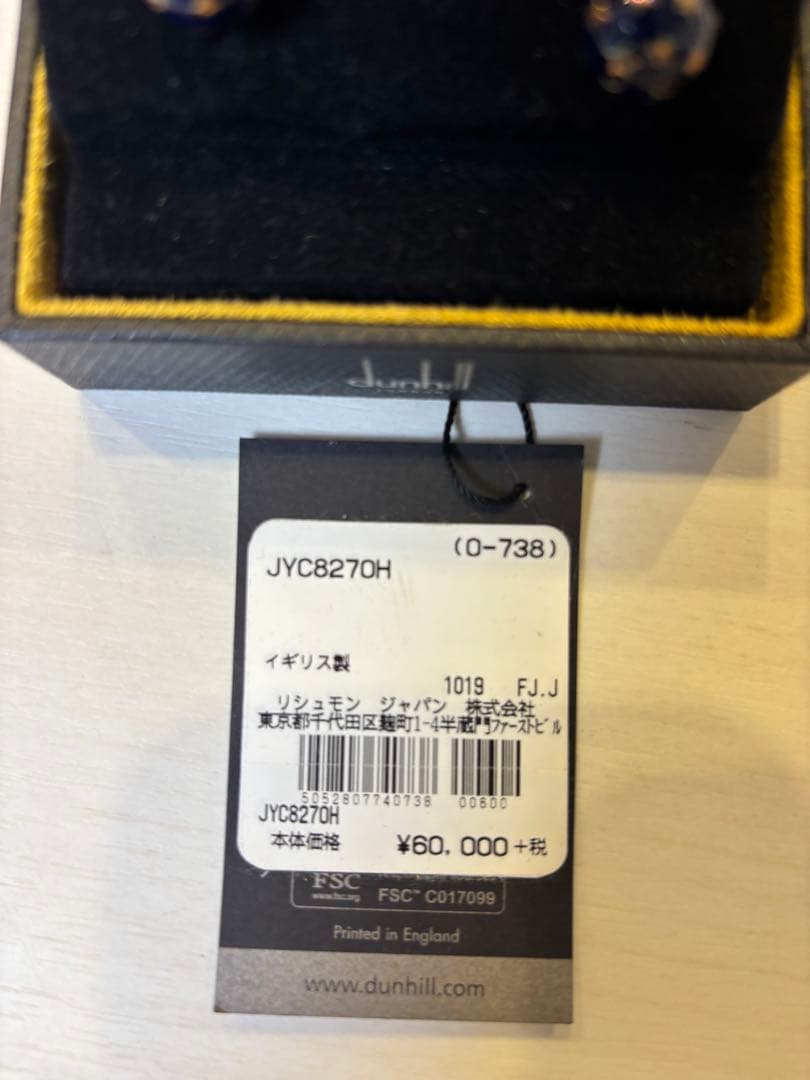 dunhill
(0-738)
JYC8270H
イギリス製
1019 FJ.J
リシュモン ジャパン 株式会社
東京都千代田区麹町1-4半蔵門ファーストビル
5052807740738 00600
JYC8270H
本体価格 ¥60,000+税
FSC
www.fsc.org FSC™ C017099
Printed in England
www.dunhill.com